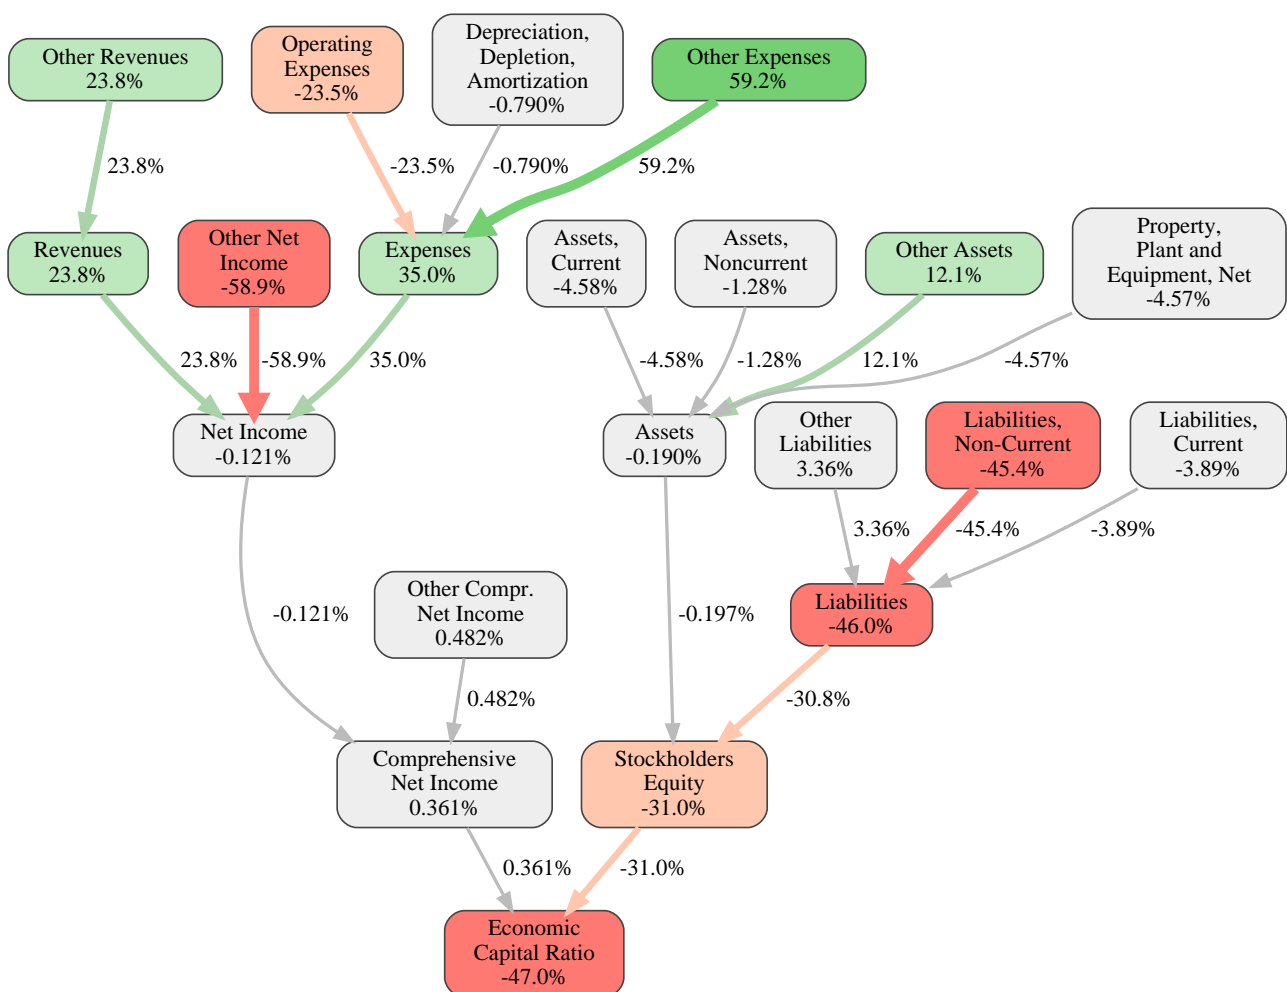 Other Revenues
23.8%
Operating
Expenses
-23.5%
Depreciation,
Depletion,
Amortization
-0.790%
Other Expenses
59.2%
23.8%
-23.5%
-0.790%
59.2%
Revenues
23.8%
Other Net
Income
-58.9%
Expenses
35.0%
Assets,
Current
-4.58%
Assets,
Noncurrent
-1.28%
Other Assets
12.1%
Property,
Plant and
Equipment, Net
-4.57%
23.8%
-58.9%
35.0%
-4.58%
-1.28%
12.1%
-4.57%
Net Income
-0.121%
Assets
-0.190%
Other
Liabilities
3.36%
Liabilities,
Non-Current
-45.4%
Liabilities,
Current
-3.89%
3.36%
-45.4%
-3.89%
-0.121%
Other Compr.
Net Income
0.482%
-0.197%
Liabilities
-46.0%
0.482%
-30.8%
Comprehensive
Net Income
0.361%
Stockholders
Equity
-31.0%
0.361%
-31.0%
Economic
Capital Ratio
-47.0%